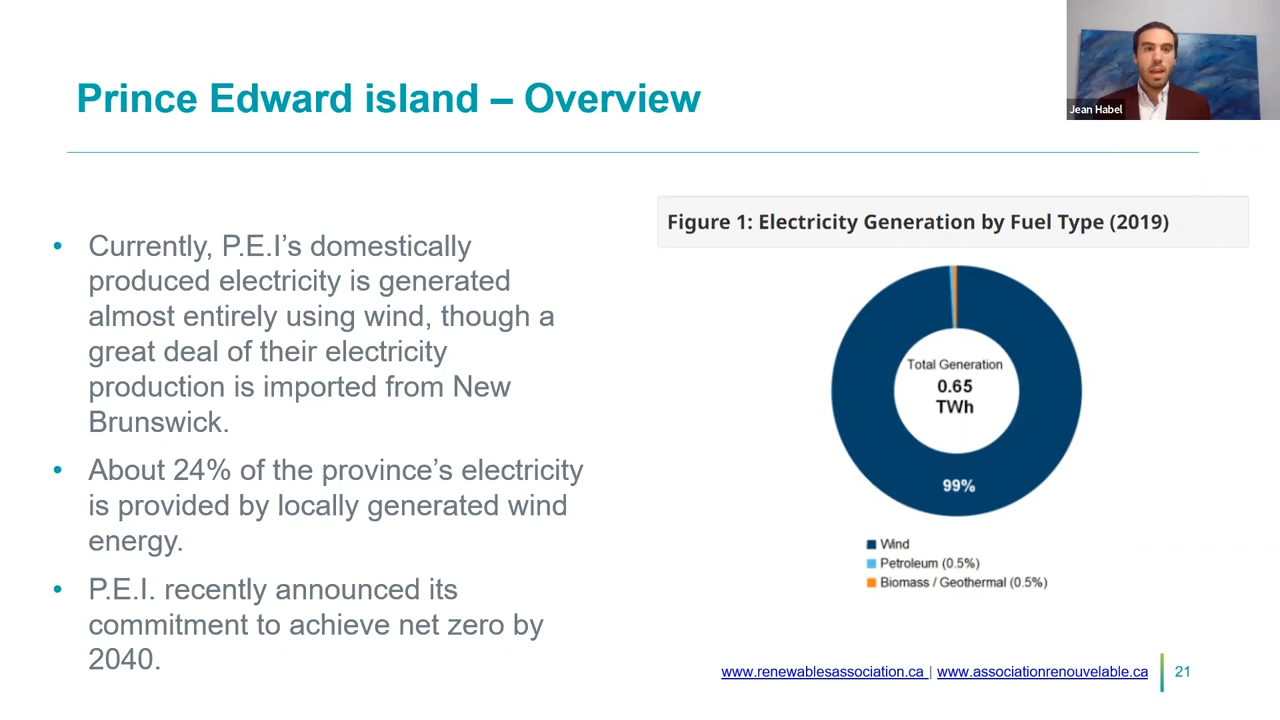 Jean Habel
Prince Edward island – Overview
• Currently, P.E.I’s domestically
produced electricity is generated
almost entirely using wind, though a
great deal of their electricity
production is imported from New
Brunswick.
• About 24% of the province’s electricity
is provided by locally generated wind
energy.
• P.E.I. recently announced its
commitment to achieve net zero by
2040.
Figure 1: Electricity Generation by Fuel Type (2019)
Total Generation
0.65
TWh
99%
Wind
Petroleum (0.5%)
Biomass / Geothermal (0.5%)
www.renewablesassociation.ca | www.associationrenouvelable.ca 21